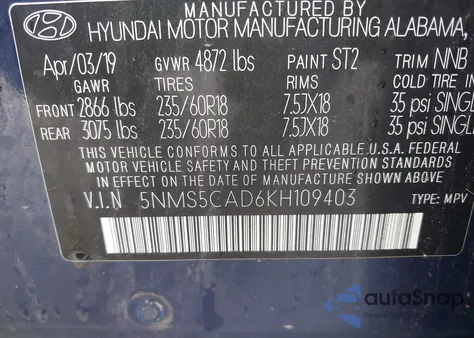 MANUFACTURED BY
HYUNDAI MOTOR MANUFACTURING ALABAMA,
Apr/03/19 GVWR 4872 lbs PAINT ST2 TRIM NNB
GAWR TIRES RIMS COLD TIRE
FRONT 2866 lbs 235/60R18 7.5JX18 35 psi SINGL
REAR 3075 lbs 235/60R18 7.5JX18 35 psi SINGL
THIS VEHICLE CONFORMS TO ALL APPLICABLE U.S.A. FEDERAL
MOTOR VEHICLE SAFETY AND THEFT PREVENTION STANDARDS
IN EFFECT ON THE DATE OF MANUFACTURE SHOWN ABOVE.
V.I.N 5NMS5CAD6KH109403 TYPE: MPV
autoSnap